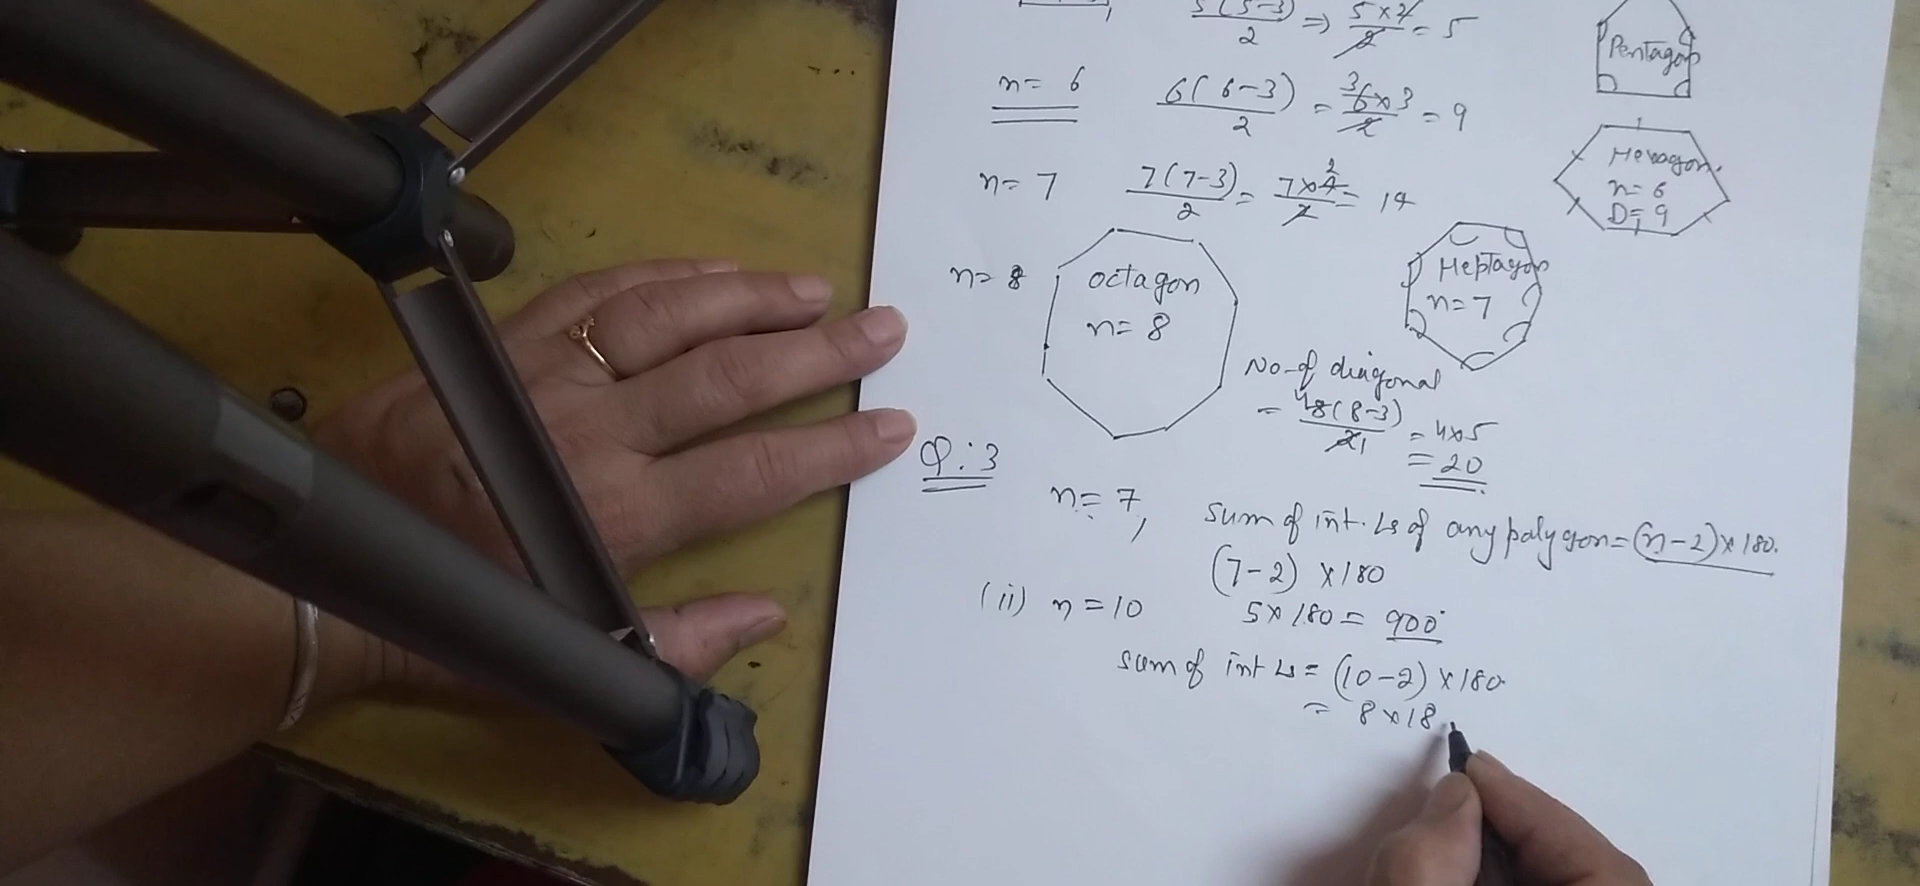 5(5-3)/2 ⇒ 5×2/2 = 5
Pentagon
n= 6 6(6-3)/2 = 6×3/2 = 9
Hexagon
n=6
D=9
n= 7 7(7-3)/2 = 7×4/2 = 14
n= 8
octagon
n= 8
Heptagon
n=7
No-of diagonal
= 8(8-3)/2 = 4×5
= 20
Q:3
n= 7, Sum of int. ∠s of any polygon=(n-2)×180.
(7-2) ×180
5×180= 900°
(ii) n=10
sum of int ∠s= (10-2)×180
= 8×18